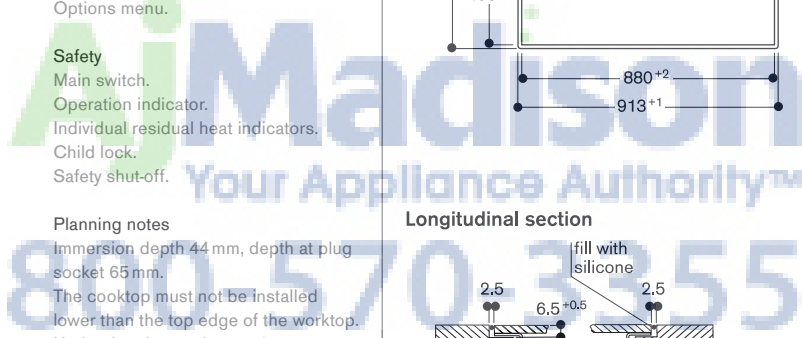 Options menu.
Safety
Main switch.
Operation indicator.
Individual residual heat indicators.
Child lock.
Safety shut-off.
Planning notes
Immersion depth 44 mm, depth at plug
socket 65 mm.
The cooktop must not be installed
lower than the top edge of the worktop.
880 +2
913 +1
Longitudinal section
fill with
silicone
2.5
6.5 +0.5
2.5
AjMadison
Your Appliance Authority™
800-570-3355